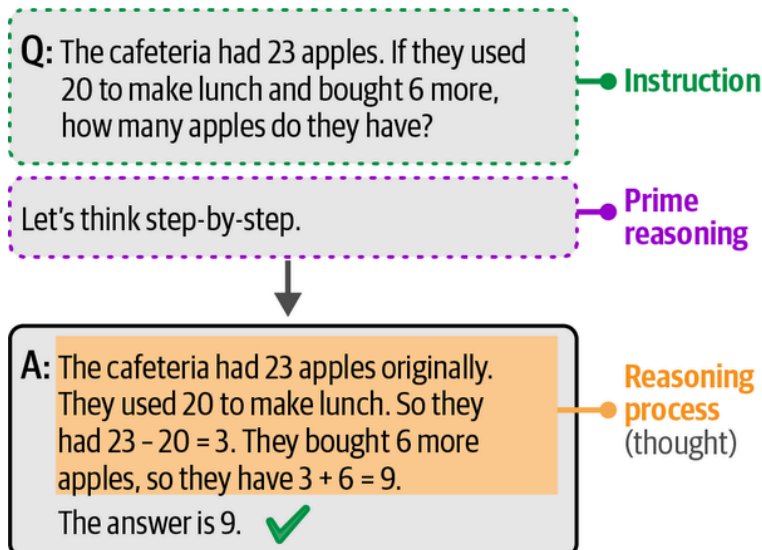 Q: The cafeteria had 23 apples. If they used
20 to make lunch and bought 6 more,
how many apples do they have?
Instruction
Let’s think step-by-step.
Prime
reasoning
A: The cafeteria had 23 apples originally.
They used 20 to make lunch. So they
had 23 – 20 = 3. They bought 6 more
apples, so they have 3 + 6 = 9.
The answer is 9.
Reasoning
process
(thought)